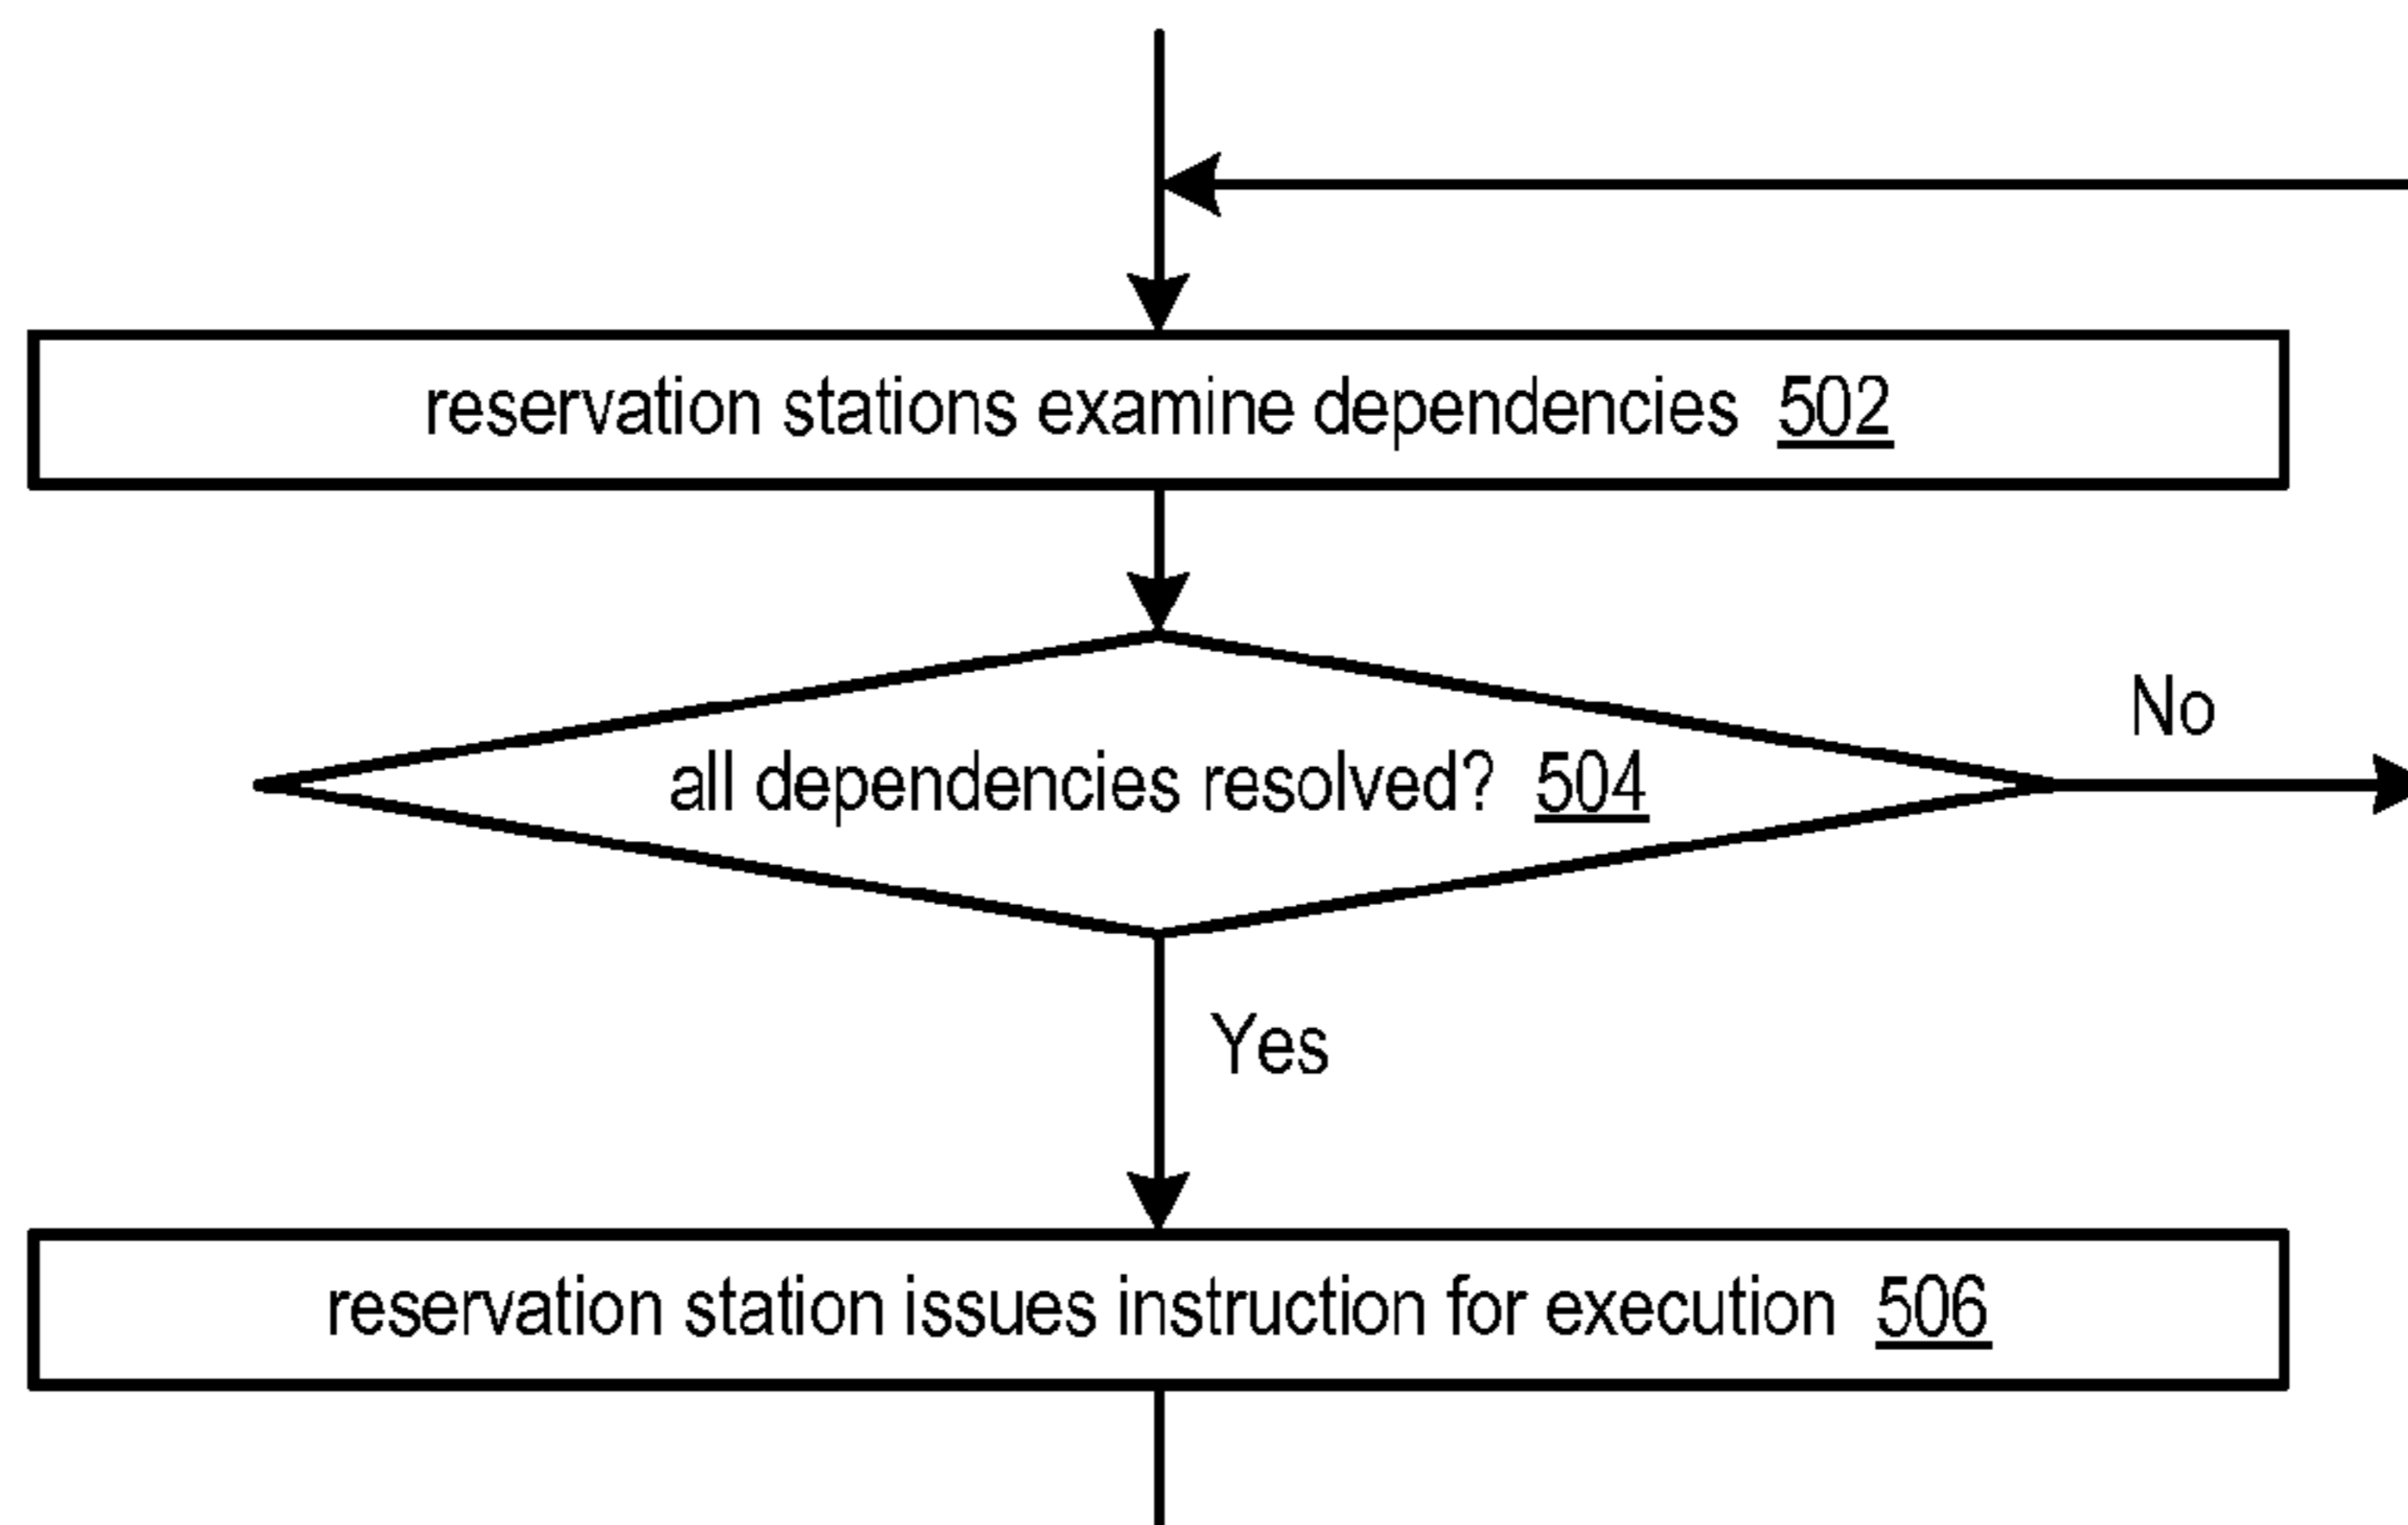 reservation stations examine dependencies 502
No
all dependencies resolved? 504
Yes
reservation station issues instruction for execution 506